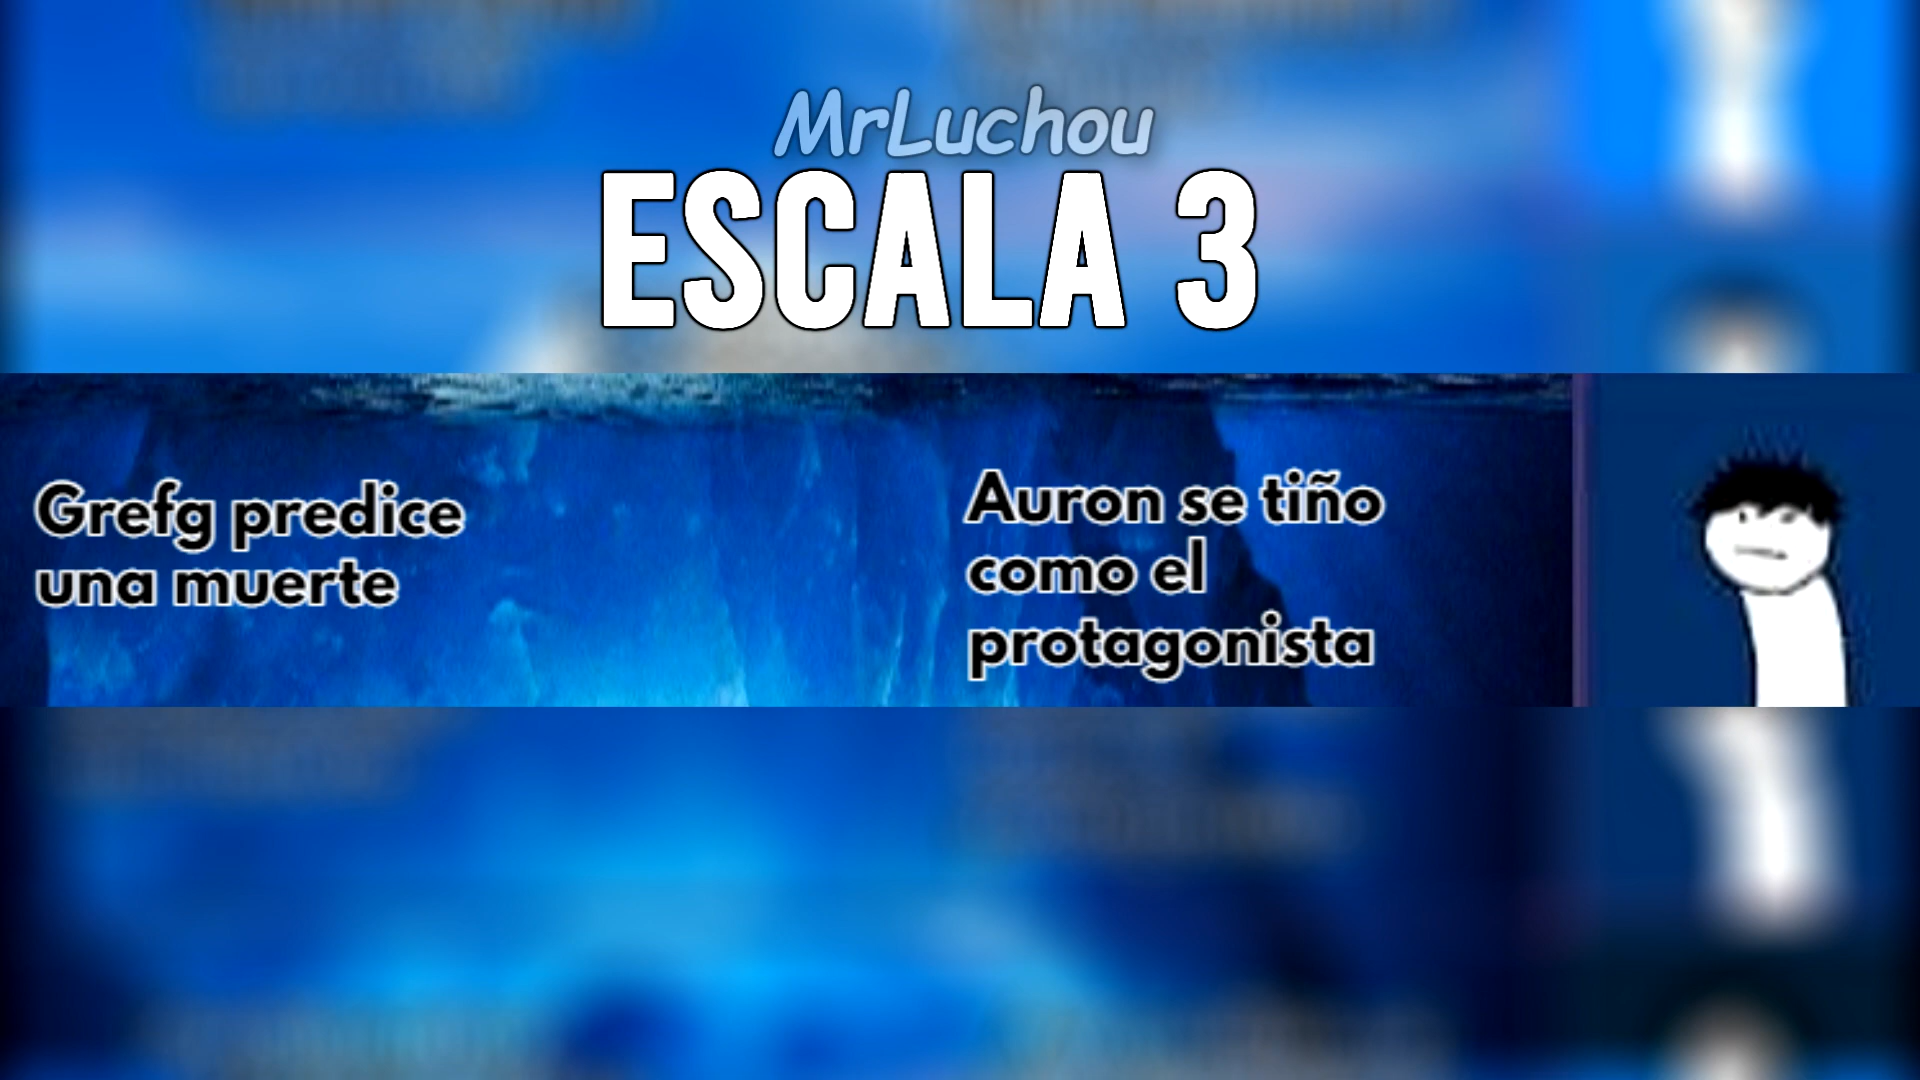 MrLuchou
ESCALA 3
Grefg predice
una muerte
Auron se tiño
como el
protagonista